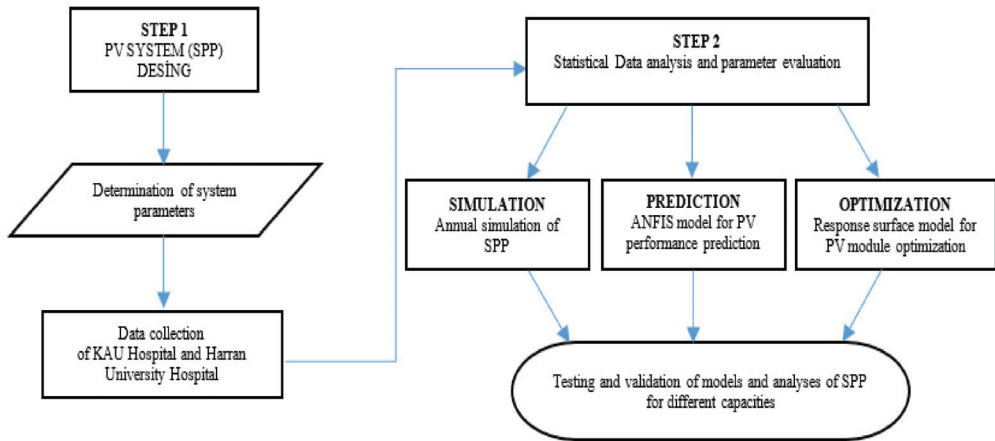 STEP 1
PV SYSTEM (SPP)
DESİNG
Determination of system
parameters
Data collection
of KAU Hospital and Harran
University Hospital
STEP 2
Statistical Data analysis and parameter evaluation
SIMULATION
Annual simulation of
SPP
PREDICTION
ANFIS model for PV
performance prediction
OPTIMIZATION
Response surface model for
PV module optimization
Testing and validation of models and analyses of SPP
for different capacities